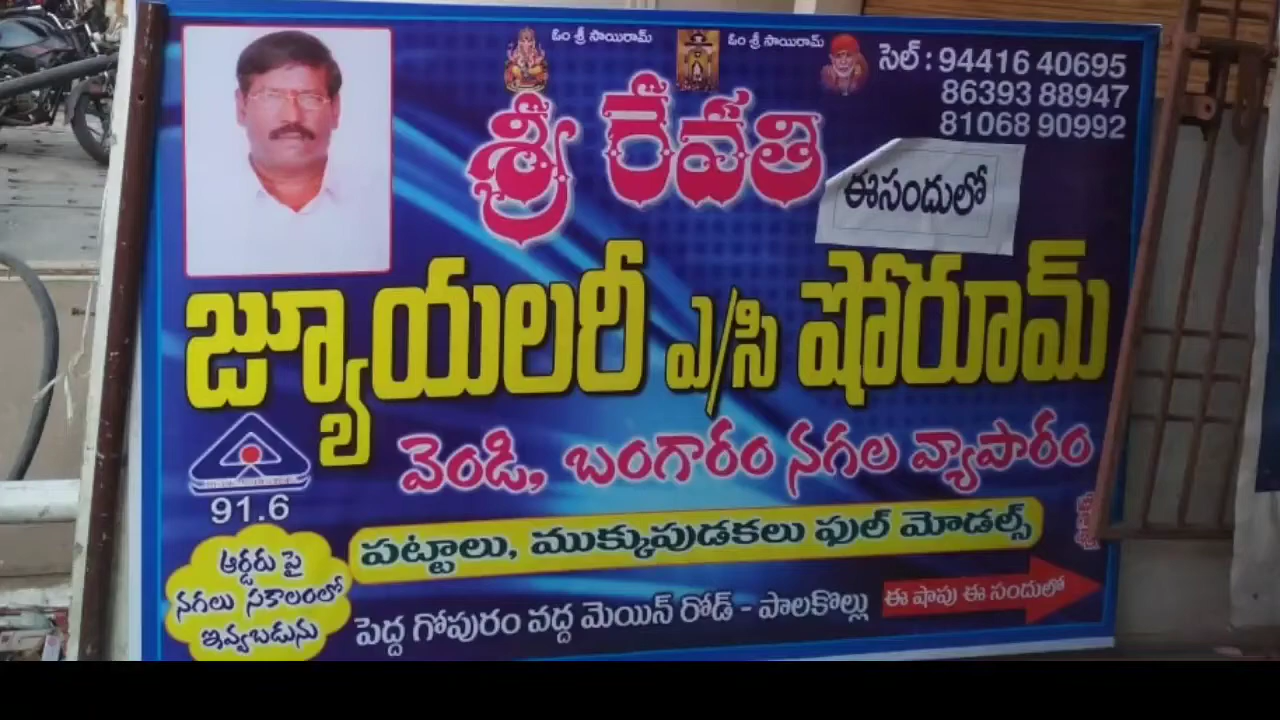 ఓం శ్రీ సాయిరామ్ ఓం శ్రీ సాయిరామ్
సెల్ : 94416 40695
86393 88947
81068 90992
శ్రీ రేవతి
ఈసందులో
జ్యూయలరీ ఎ/సి షోరూమ్
వెండి, బంగారం నగల వ్యాపారం
91.6
పట్టాలు, ముక్కుపుడకలు ఫుల్ మోడల్స్
ఆర్డరు పై
నగలు సకాలంలో
ఇవ్వబడును
పెద్ద గోపురం వద్ద మెయిన్ రోడ్ - పాలకొల్లు
ఈ షాపు ఈ సందులో